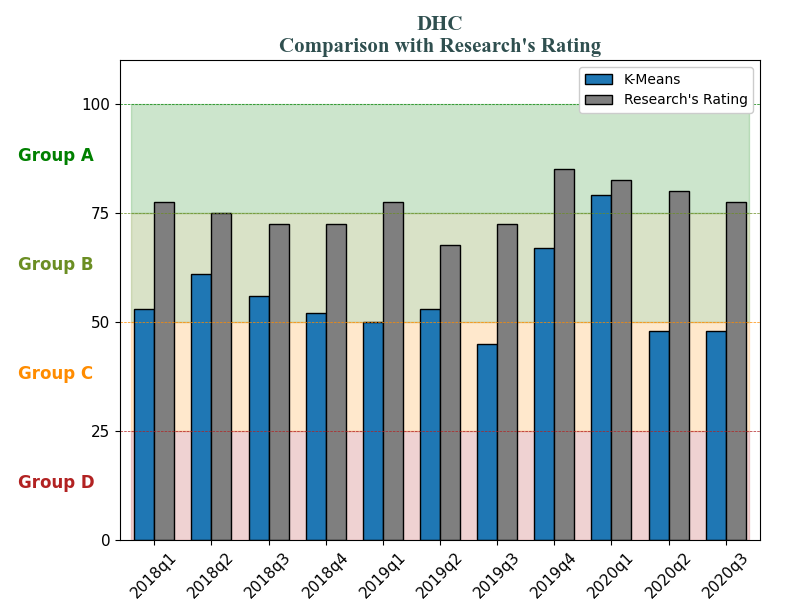 DHC
Comparison with Research's Rating
K-Means
Research's Rating
100
Group A
75
Group B
50
Group C
25
Group D
0
2018q1
2018q2
2018q3
2018q4
2019q1
2019q2
2019q3
2019q4
2020q1
2020q2
2020q3